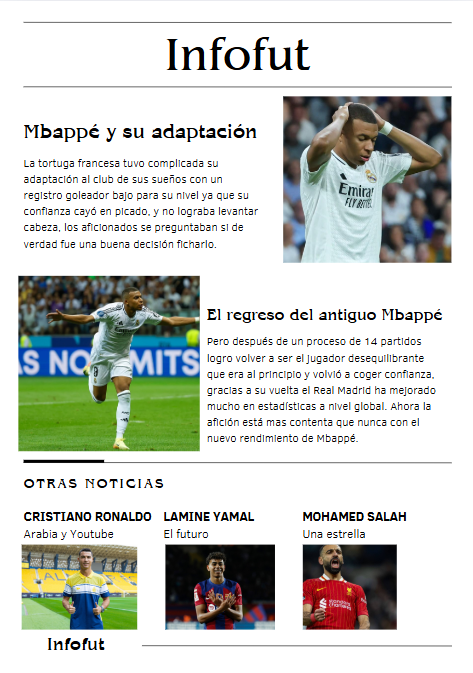 Infofut
Mbappé y su adaptación
La tortuga francesa tuvo complicada su
adaptación al club de sus sueños con un
registro goleador bajo para su nivel ya que su
confianza cayó en picado, y no lograba levantar
cabeza, los aficionados se preguntaban si de
verdad fue una buena decisión ficharlo.
Emirates
FLY BETTER
S NO
MITS
El regreso del antiguo Mbappé
Pero después de un proceso de 14 partidos
logro volver a ser el jugador desequilibrante
que era al principio y volvió a coger confianza,
gracias a su vuelta el Real Madrid ha mejorado
mucho en estadísticas a nivel global. Ahora la
afición está mas contenta que nunca con el
nuevo rendimiento de Mbappé.
OTRAS NOTICIAS
CRISTIANO RONALDO
Arabia y Youtube
LAMINE YAMAL
El futuro
MOHAMED SALAH
Una estrella
Infofut